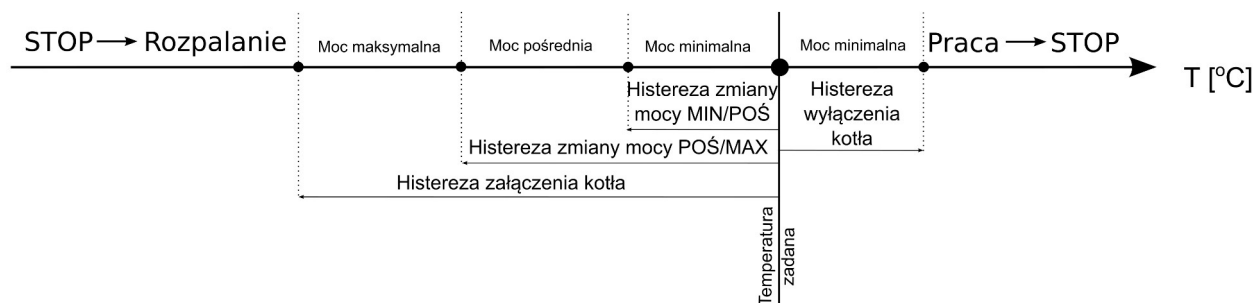 STOP → Rozpalanie
Moc maksymalna
Moc pośrednia
Moc minimalna
Moc minimalna
Praca → STOP
T [°C]
Histereza zmiany
mocy MIN/POŚ
Histereza
wyłączenia
kotła
Histereza zmiany mocy POŚ/MAX
Histereza załączenia kotła
Temperatura
zadana